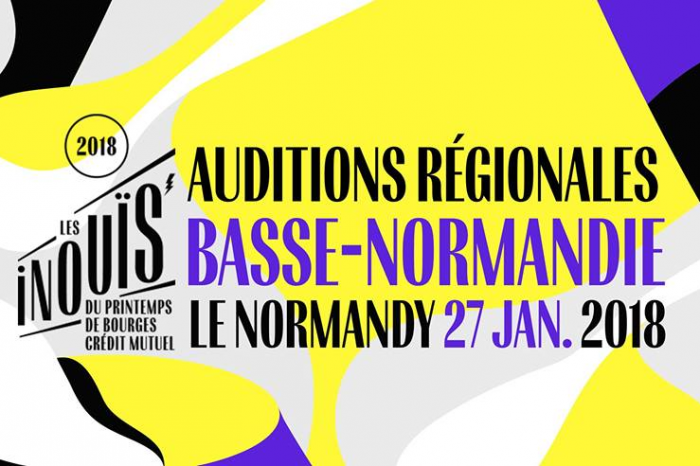 2018
LES
iNOUïS
DU PRINTEMPS
DE BOURGES
CRÉDIT MUTUEL
AUDITIONS RÉGIONALES
BASSE-NORMANDIE
LE NORMANDY 27 JAN. 2018